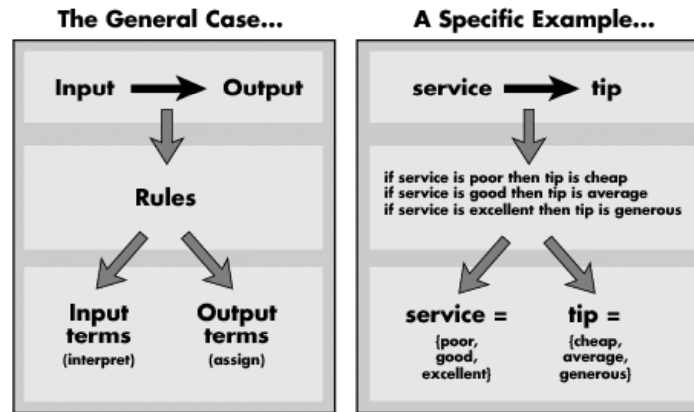 The General Case...
Input Output
Rules
Input
terms
(interpret)
Output
terms
(assign)
A Specific Example...
service tip
if service is poor then tip is cheap
if service is good then tip is average
if service is excellent then tip is generous
service =
{poor,
good,
excellent}
tip =
{cheap,
average,
generous}